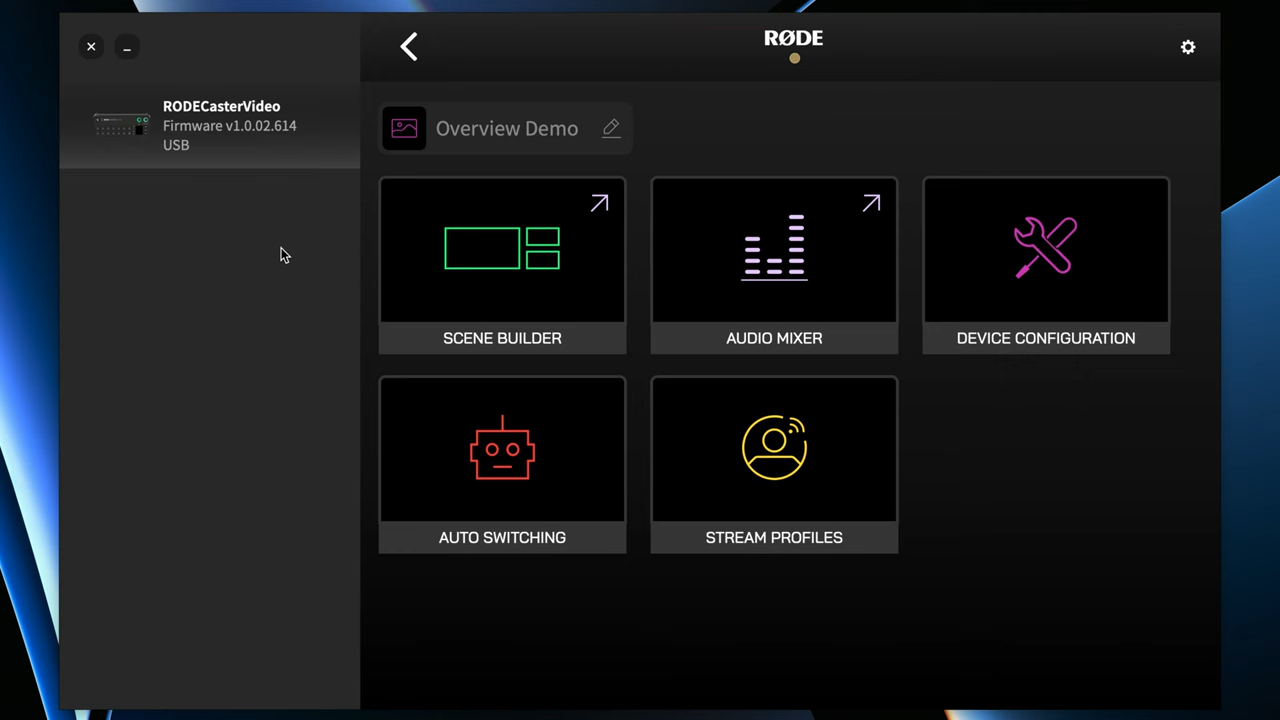 RODECasterVideo
Firmware v1.0.02.614
USB
RØDE
Overview Demo
SCENE BUILDER
AUDIO MIXER
DEVICE CONFIGURATION
AUTO SWITCHING
STREAM PROFILES